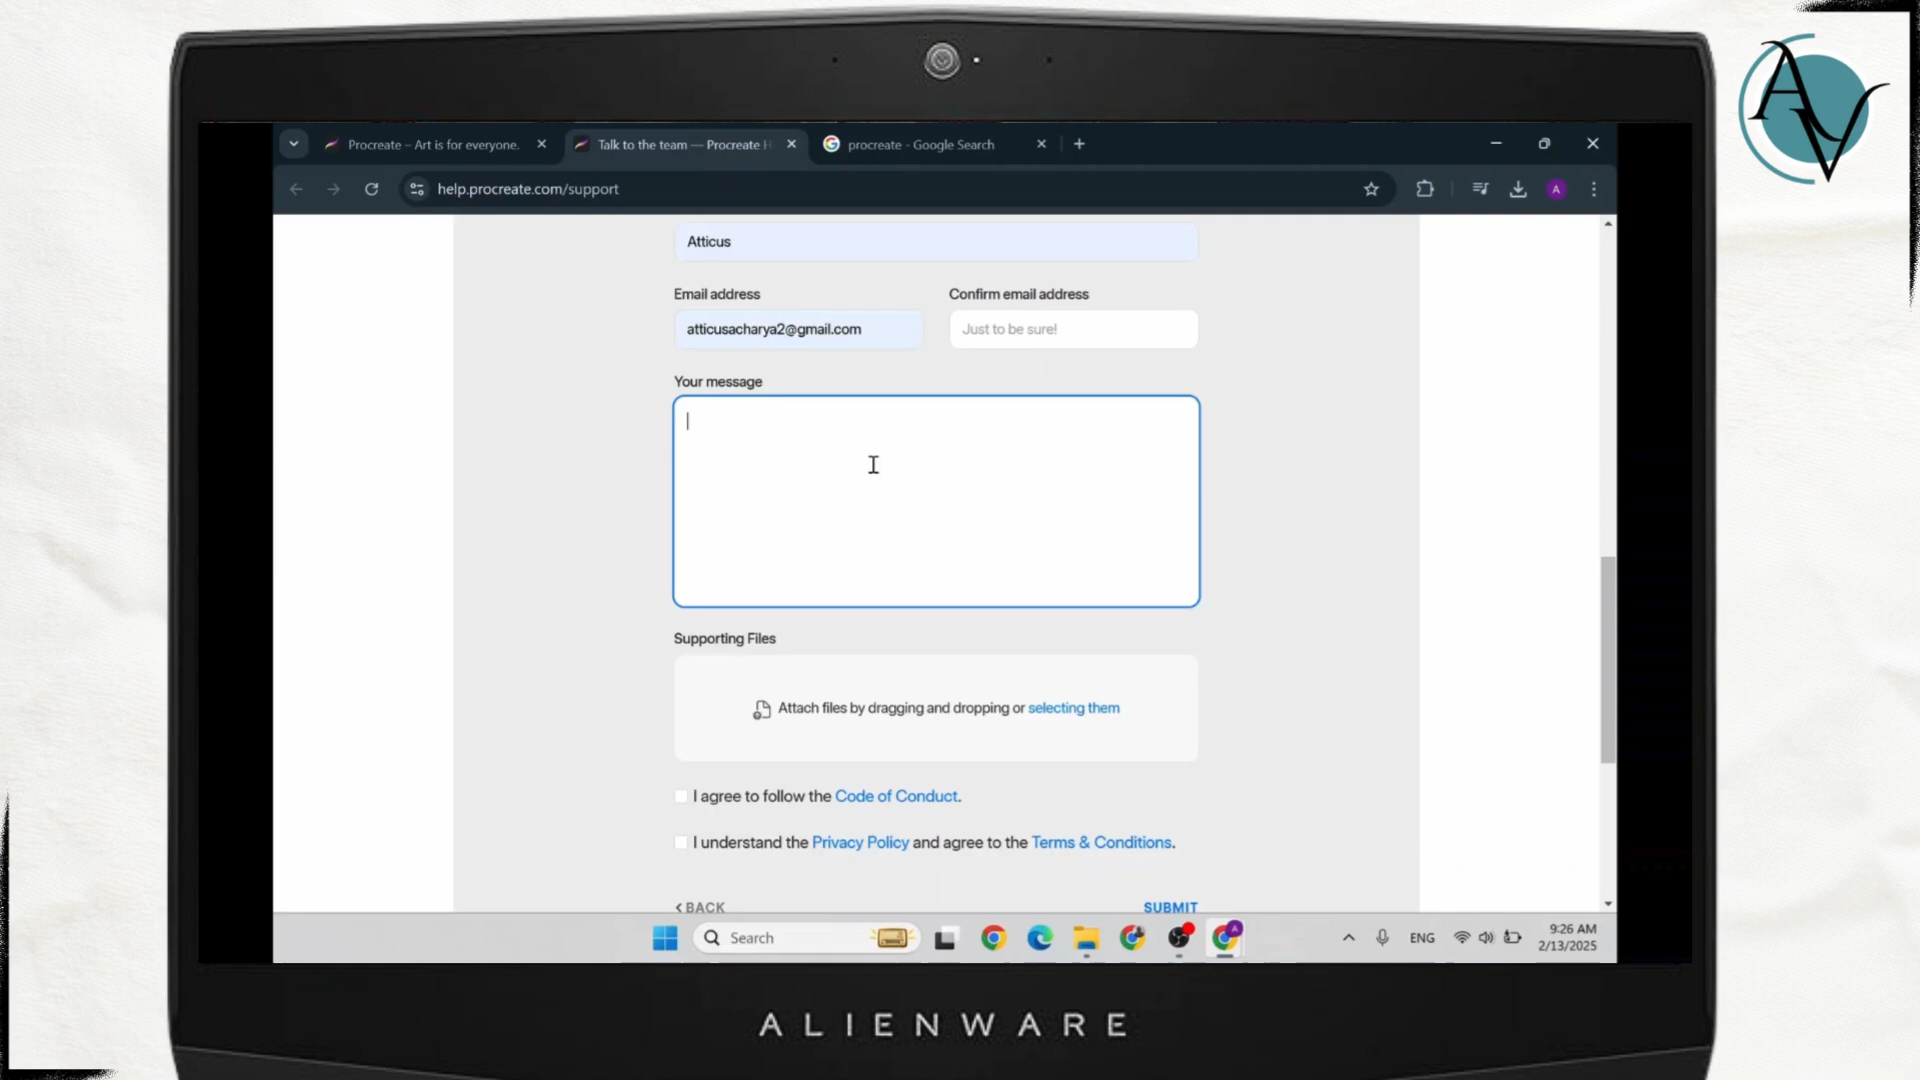 AV
Procreate – Art is for everyone.
Talk to the team — Procreate H
procreate - Google Search
help.procreate.com/support
A
Atticus
Email address
Confirm email address
atticusacharya2@gmail.com
Just to be sure!
Your message
Supporting Files
Attach files by dragging and dropping or selecting them
I agree to follow the Code of Conduct.
I understand the Privacy Policy and agree to the Terms & Conditions.
BACK
SUBMIT
Search
A
ENG
9:26 AM
2/13/2025
ALIENWARE